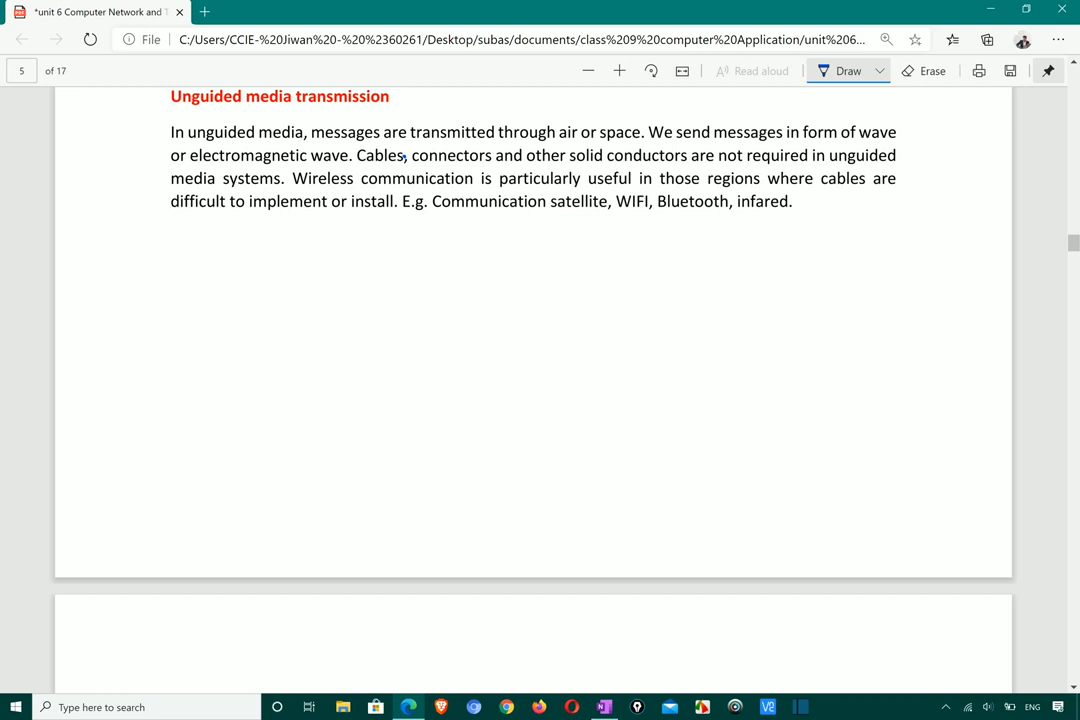 *unit 6 Computer Network and T
File
C:/Users/CCIE-%20Jiwan%20-%20%2360261/Desktop/subas/documents/class%209%20computer%20Application/unit%206...
5 of 17
Read aloud
Draw
Erase
Unguided media transmission
In unguided media, messages are transmitted through air or space. We send messages in form of wave
or electromagnetic wave. Cables, connectors and other solid conductors are not required in unguided
media systems. Wireless communication is particularly useful in those regions where cables are
difficult to implement or install. E.g. Communication satellite, WIFI, Bluetooth, infared.
Type here to search
ENG